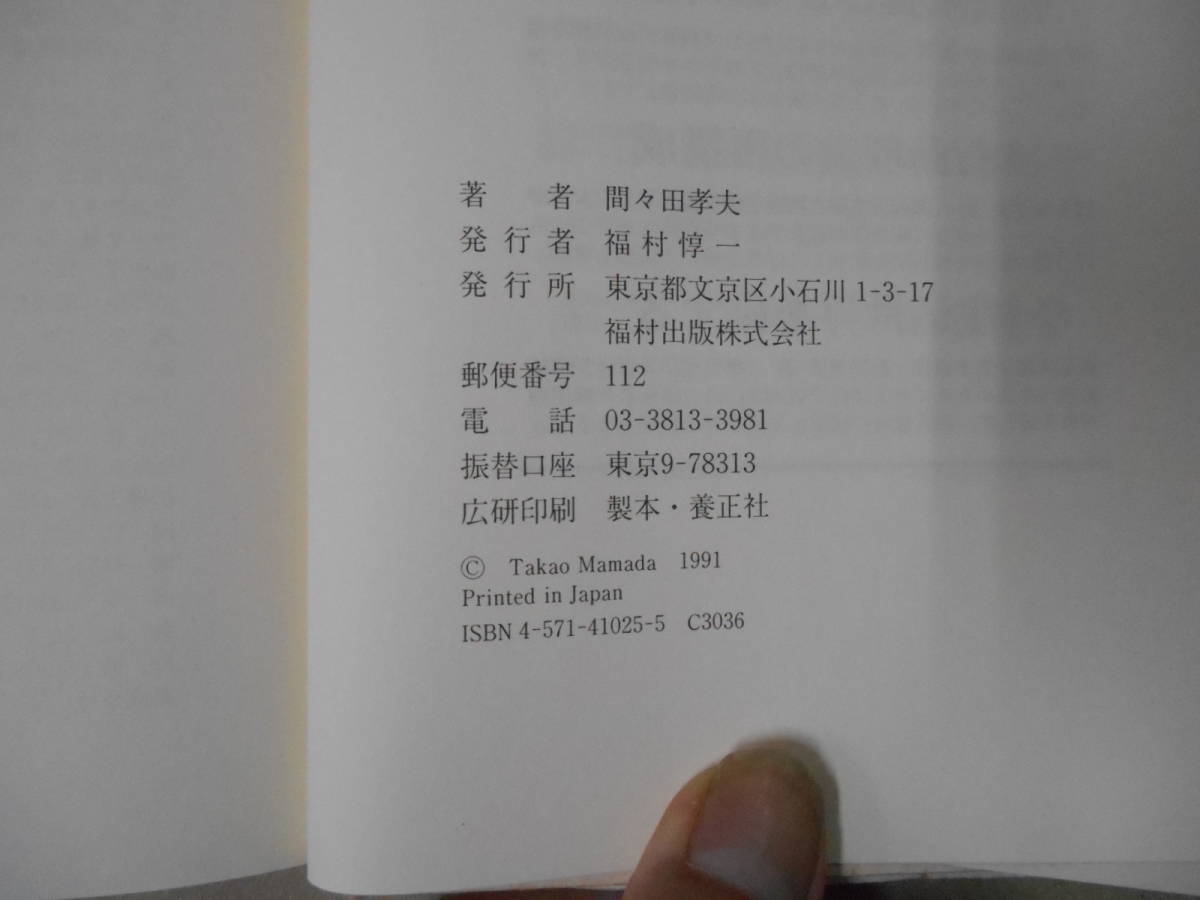 著者 間々田孝夫
発行者 福村惇一
発行所 東京都文京区小石川 1-3-17
福村出版株式会社
郵便番号 112
電話 03-3813-3981
振替口座 東京9-78313
広研印刷 製本・養正社
© Takao Mamada 1991
Printed in Japan
ISBN 4-571-41025-5 C3036